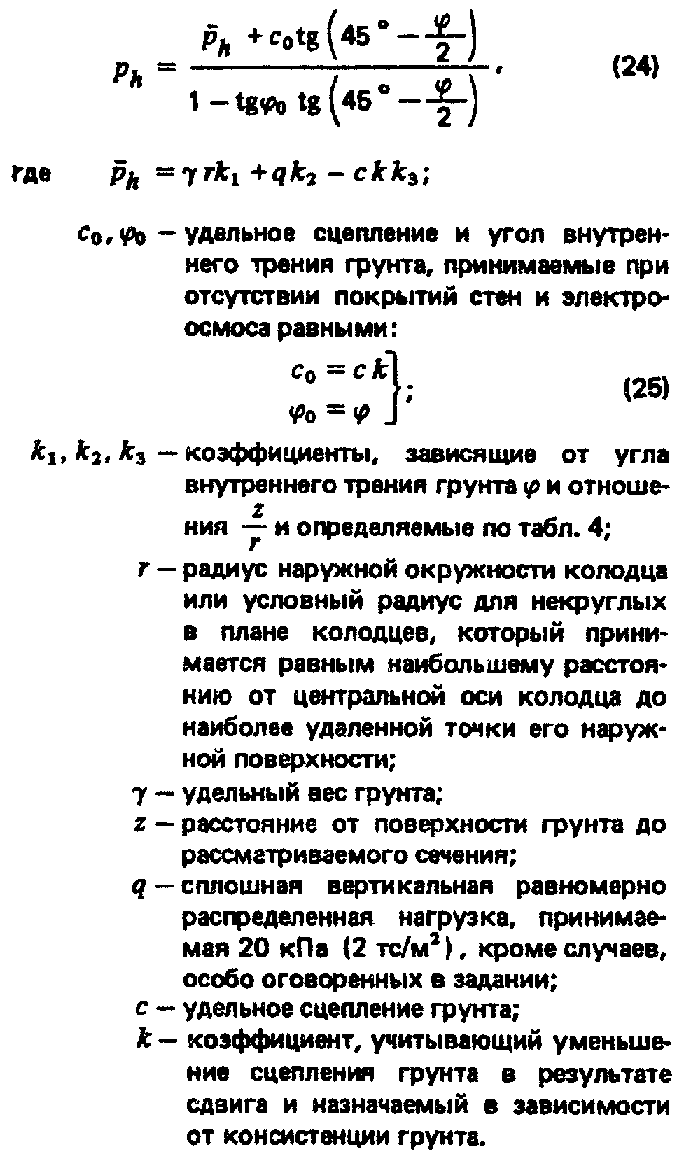 p_h = (p̄_h + c₀tg(45° − φ/2)) / (1 − tgφ₀ tg(45° − φ/2)), (24)
где p̄_h = γrk₁ + qk₂ − ckk₃;
c₀, φ₀ — удельное сцепление и угол внутрен-
него трения грунта, принимаемые при
отсутствии покрытий стен и электро-
осмоса равными:
c₀ = ck
φ₀ = φ }; (25)
k₁, k₂, k₃ — коэффициенты, зависящие от угла
внутреннего трения грунта φ и отноше-
ния z/r и определяемые по табл. 4;
r — радиус наружной окружности колодца
или условный радиус для некруглых
в плане колодцев, который прини-
мается равным наибольшему расстоя-
нию от центральной оси колодца до
наиболее удаленной точки его наруж-
ной поверхности;
γ — удельный вес грунта;
z — расстояние от поверхности грунта до
рассматриваемого сечения;
q — сплошная вертикальная равномерно
распределенная нагрузка, принимае-
мая 20 кПа (2 тс/м²), кроме случаев,
особо оговоренных в задании;
c — удельное сцепление грунта;
k — коэффициент, учитывающий уменьше-
ние сцепления грунта в результате
сдвига и назначаемый в зависимости
от консистенции грунта.